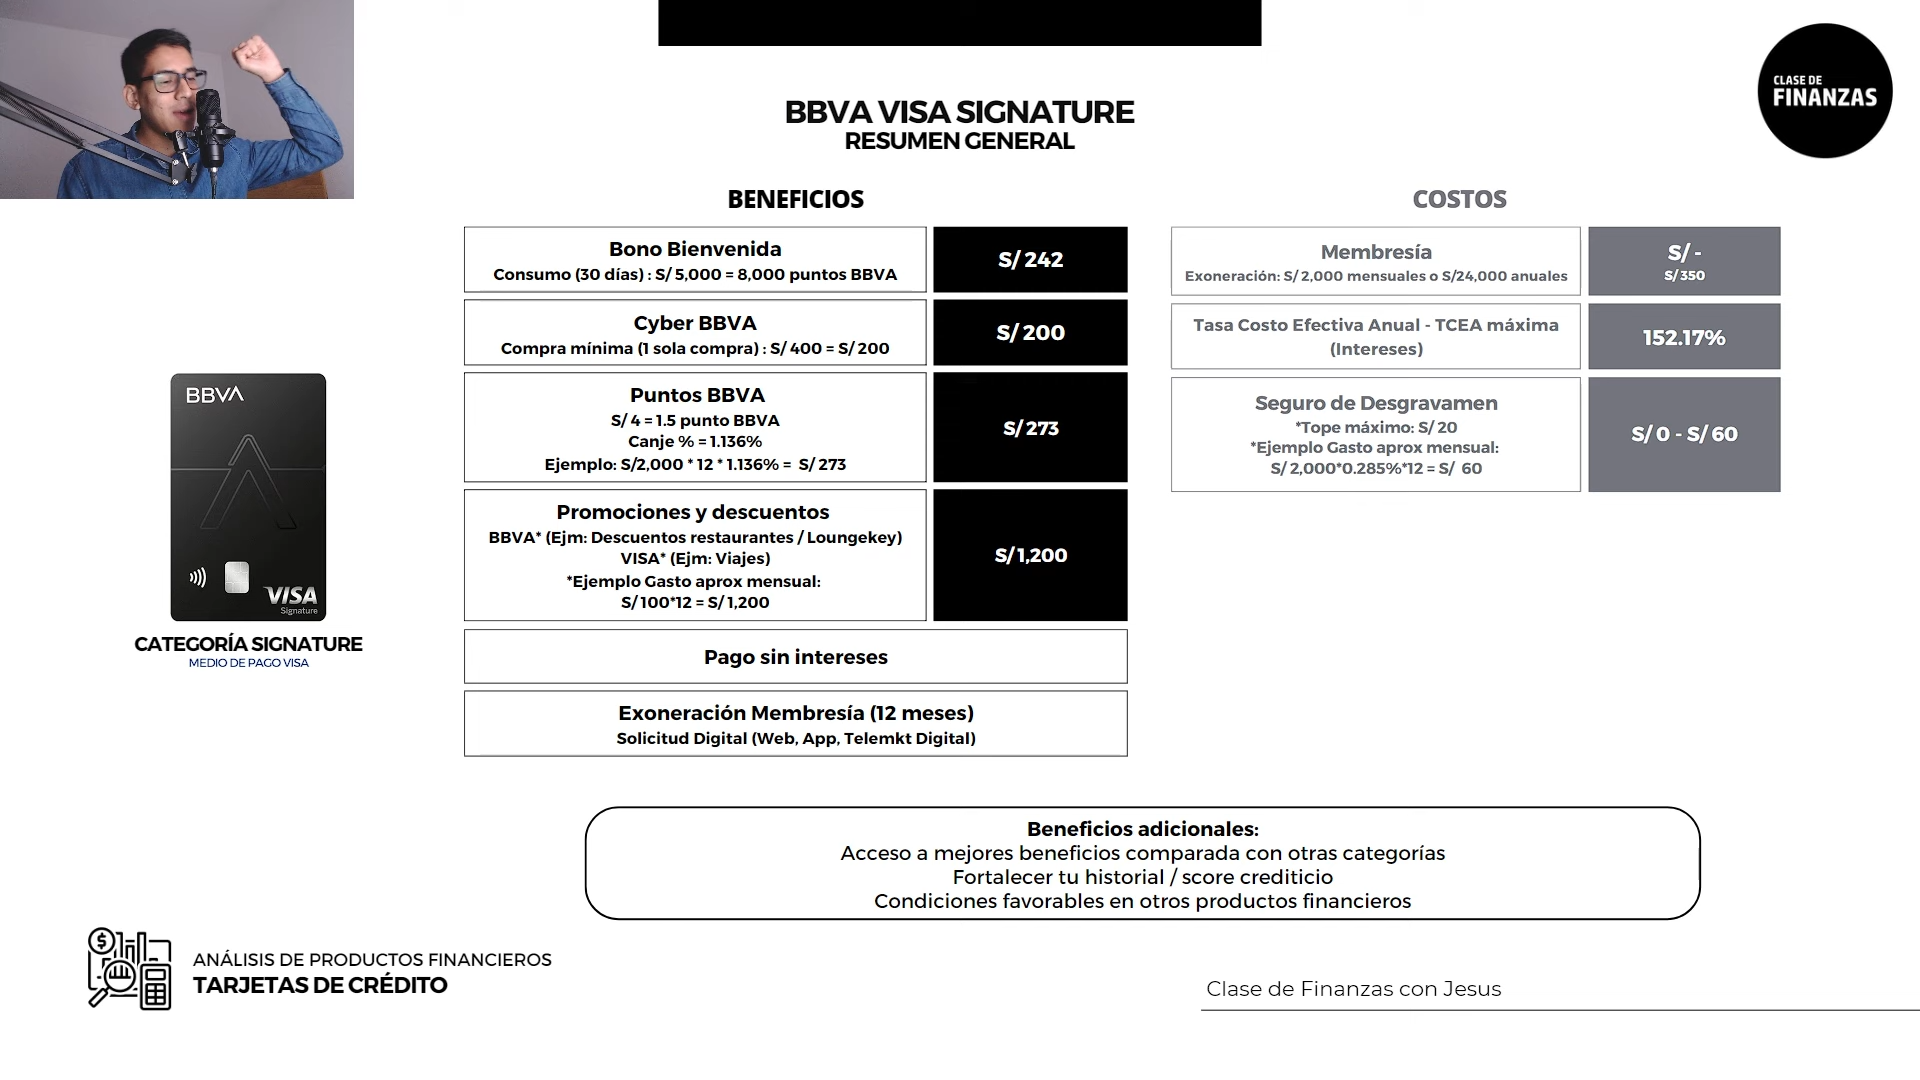 CLASE DE
FINANZAS
BBVA VISA SIGNATURE
RESUMEN GENERAL
BENEFICIOS
Bono Bienvenida
Consumo (30 días) : S/ 5,000 = 8,000 puntos BBVA
S/ 242
Cyber BBVA
Compra mínima (1 sola compra) : S/ 400 = S/ 200
S/ 200
Puntos BBVA
S/ 4 = 1.5 punto BBVA
Canje % = 1.136%
Ejemplo: S/2,000 * 12 * 1.136% = S/ 273
S/ 273
Promociones y descuentos
BBVA* (Ejm: Descuentos restaurantes / Loungekey)
VISA* (Ejm: Viajes)
*Ejemplo Gasto aprox mensual:
S/ 100*12 = S/ 1,200
S/ 1,200
Pago sin intereses
Exoneración Membresía (12 meses)
Solicitud Digital (Web, App, Telemkt Digital)
COSTOS
Membresía
Exoneración: S/ 2,000 mensuales o S/24,000 anuales
S/ -
S/ 350
Tasa Costo Efectiva Anual - TCEA máxima
(Intereses)
152.17%
Seguro de Desgravamen
*Tope máximo: S/ 20
*Ejemplo Gasto aprox mensual:
S/ 2,000*0.285%*12 = S/ 60
S/ 0 - S/ 60
BBVA
VISA
Signature
CATEGORÍA SIGNATURE
MEDIO DE PAGO VISA
Beneficios adicionales:
Acceso a mejores beneficios comparada con otras categorías
Fortalecer tu historial / score crediticio
Condiciones favorables en otros productos financieros
ANÁLISIS DE PRODUCTOS FINANCIEROS
TARJETAS DE CRÉDITO
Clase de Finanzas con Jesus